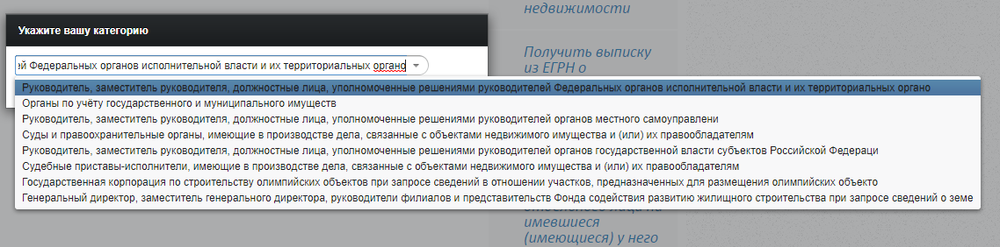 недвижимости
Укажите вашу категорию
Получить выписку
из ЕГРН о
ей Федеральных органов исполнительной власти и их территориальных органо
Руководитель, заместитель руководителя, должностные лица, уполномоченные решениями руководителей Федеральных органов исполнительной власти и их территориальных органо
Органы по учёту государственного и муниципального имуществ
Руководитель, заместитель руководителя, должностные лица, уполномоченные решениями руководителей органов местного самоуправлени
Суды и правоохранительные органы, имеющие в производстве дела, связанные с объектами недвижимого имущества и (или) их правообладателям
Руководитель, заместитель руководителя, должностные лица, уполномоченные решениями руководителей органов государственной власти субъектов Российской Федераци
Судебные приставы-исполнители, имеющие в производстве дела, связанные с объектами недвижимого имущества и (или) их правообладателям
Государственная корпорация по строительству олимпийских объектов при запросе сведений в отношении участков, предназначенных для размещения олимпийских объекто
Генеральный директор, заместитель генерального директора, руководители филиалов и представительств Фонда содействия развитию жилищного строительства при запросе сведений о земе
имевшиеся
(имеющиеся) у него